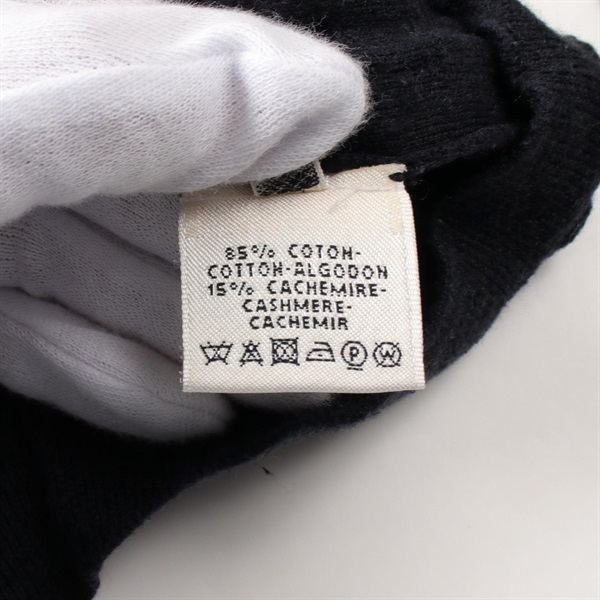 85% COTON-
COTTON-ALGODON
15% CACHEMIRE-
CASHMERE-
CACHEMIR
P W